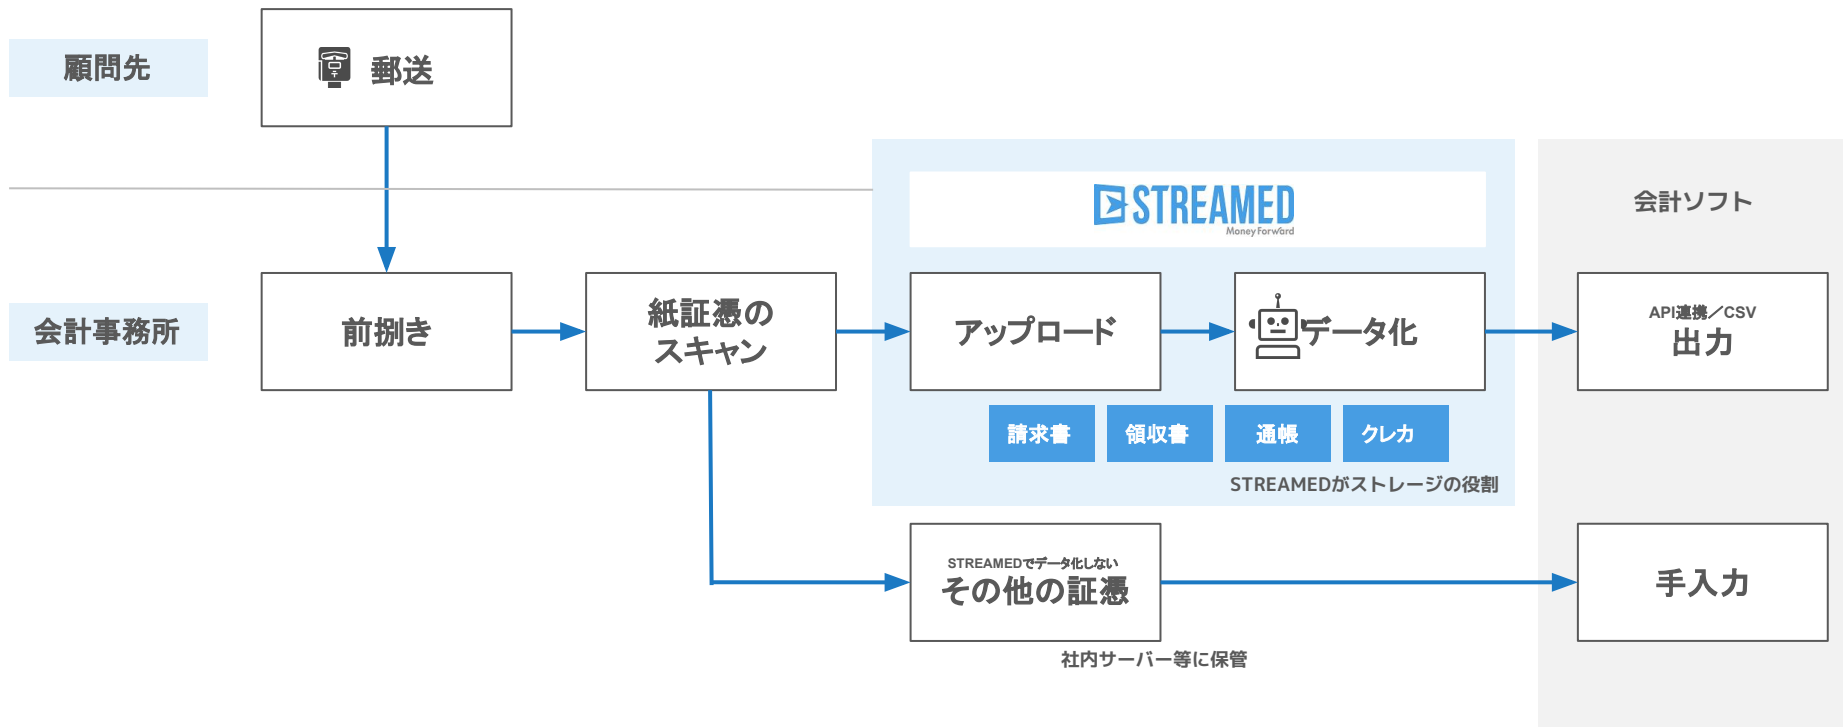 顧問先
郵送
STREAMED
Money Forward
会計ソフト
会計事務所
前捌き
紙証憑の
スキャン
アップロード
データ化
API連携／CSV
出力
請求書
領収書
通帳
クレカ
STREAMEDがストレージの役割
STREAMEDでデータ化しない
その他の証憑
手入力
社内サーバー等に保管